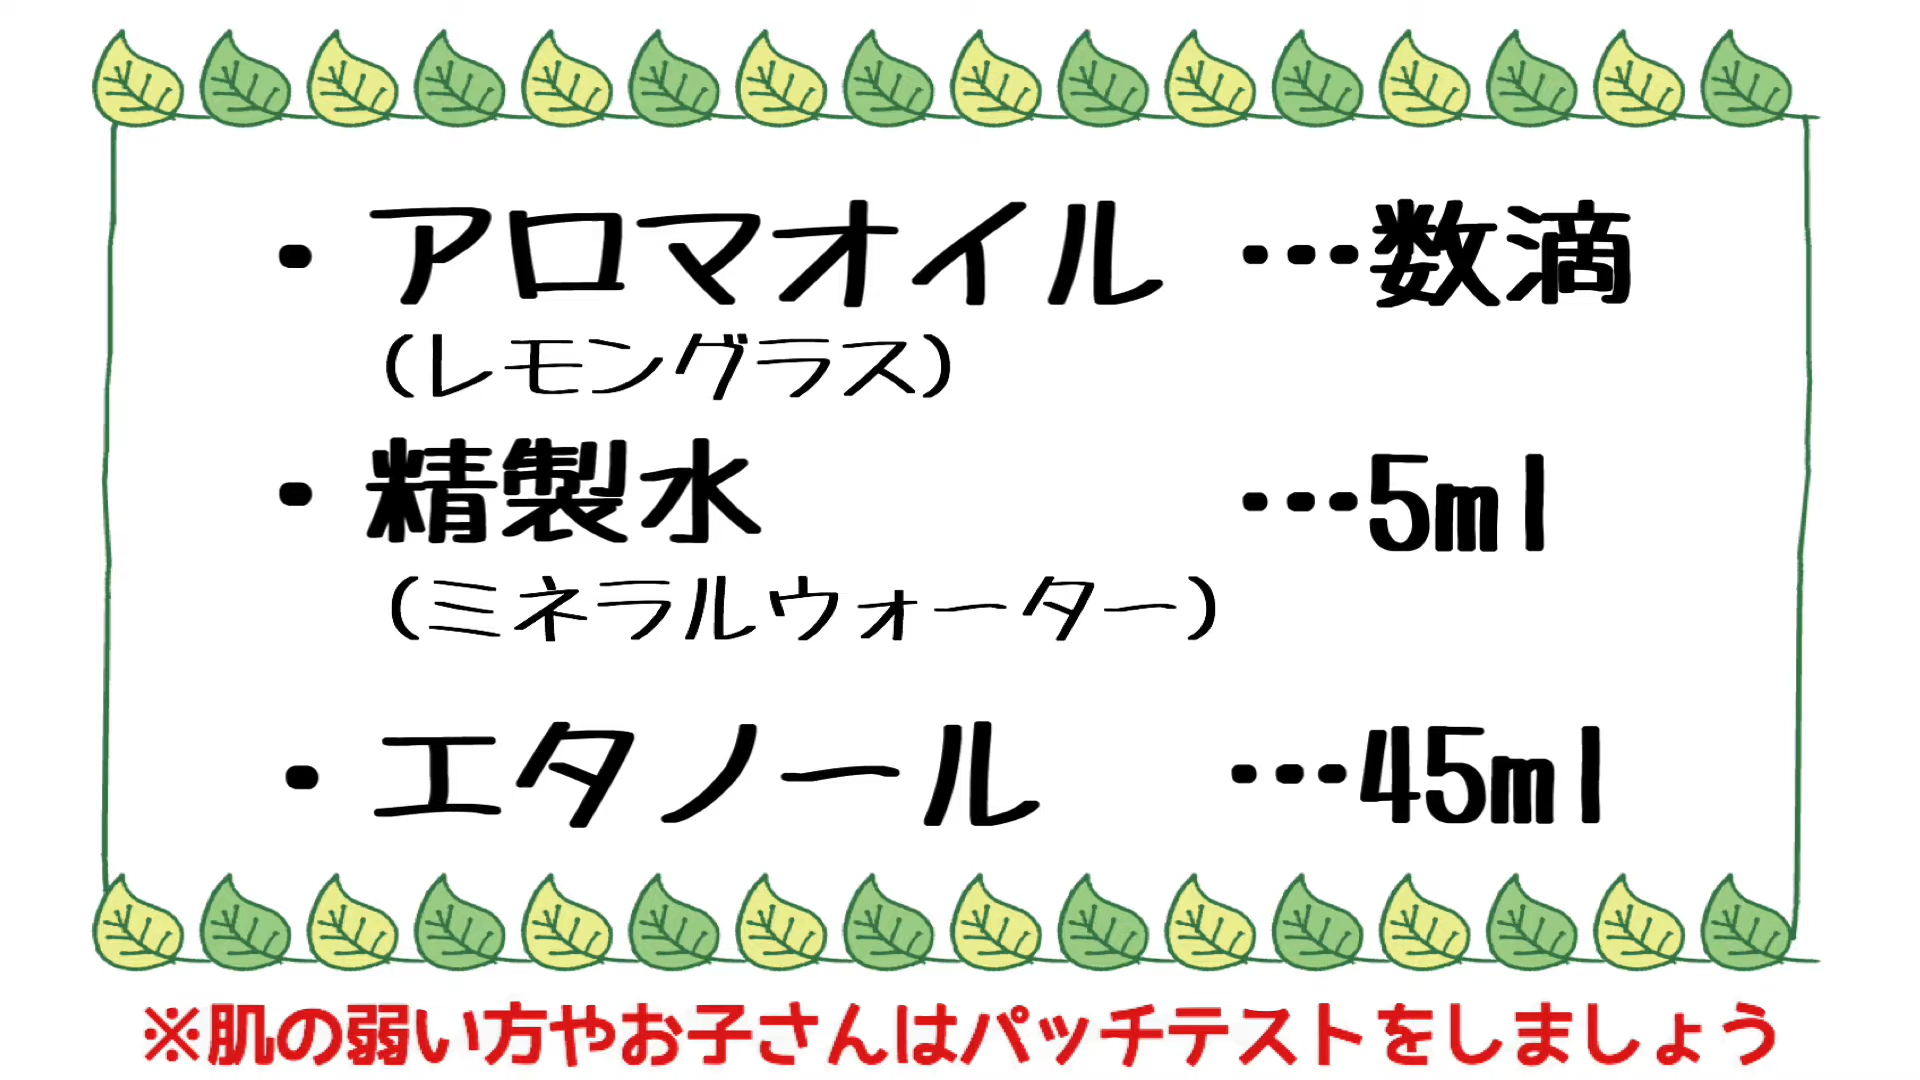 ・アロマオイル …数滴
(レモングラス)
・精製水 …5ml
(ミネラルウォーター)
・エタノール …45ml
※肌の弱い方やお子さんはパッチテストをしましょう